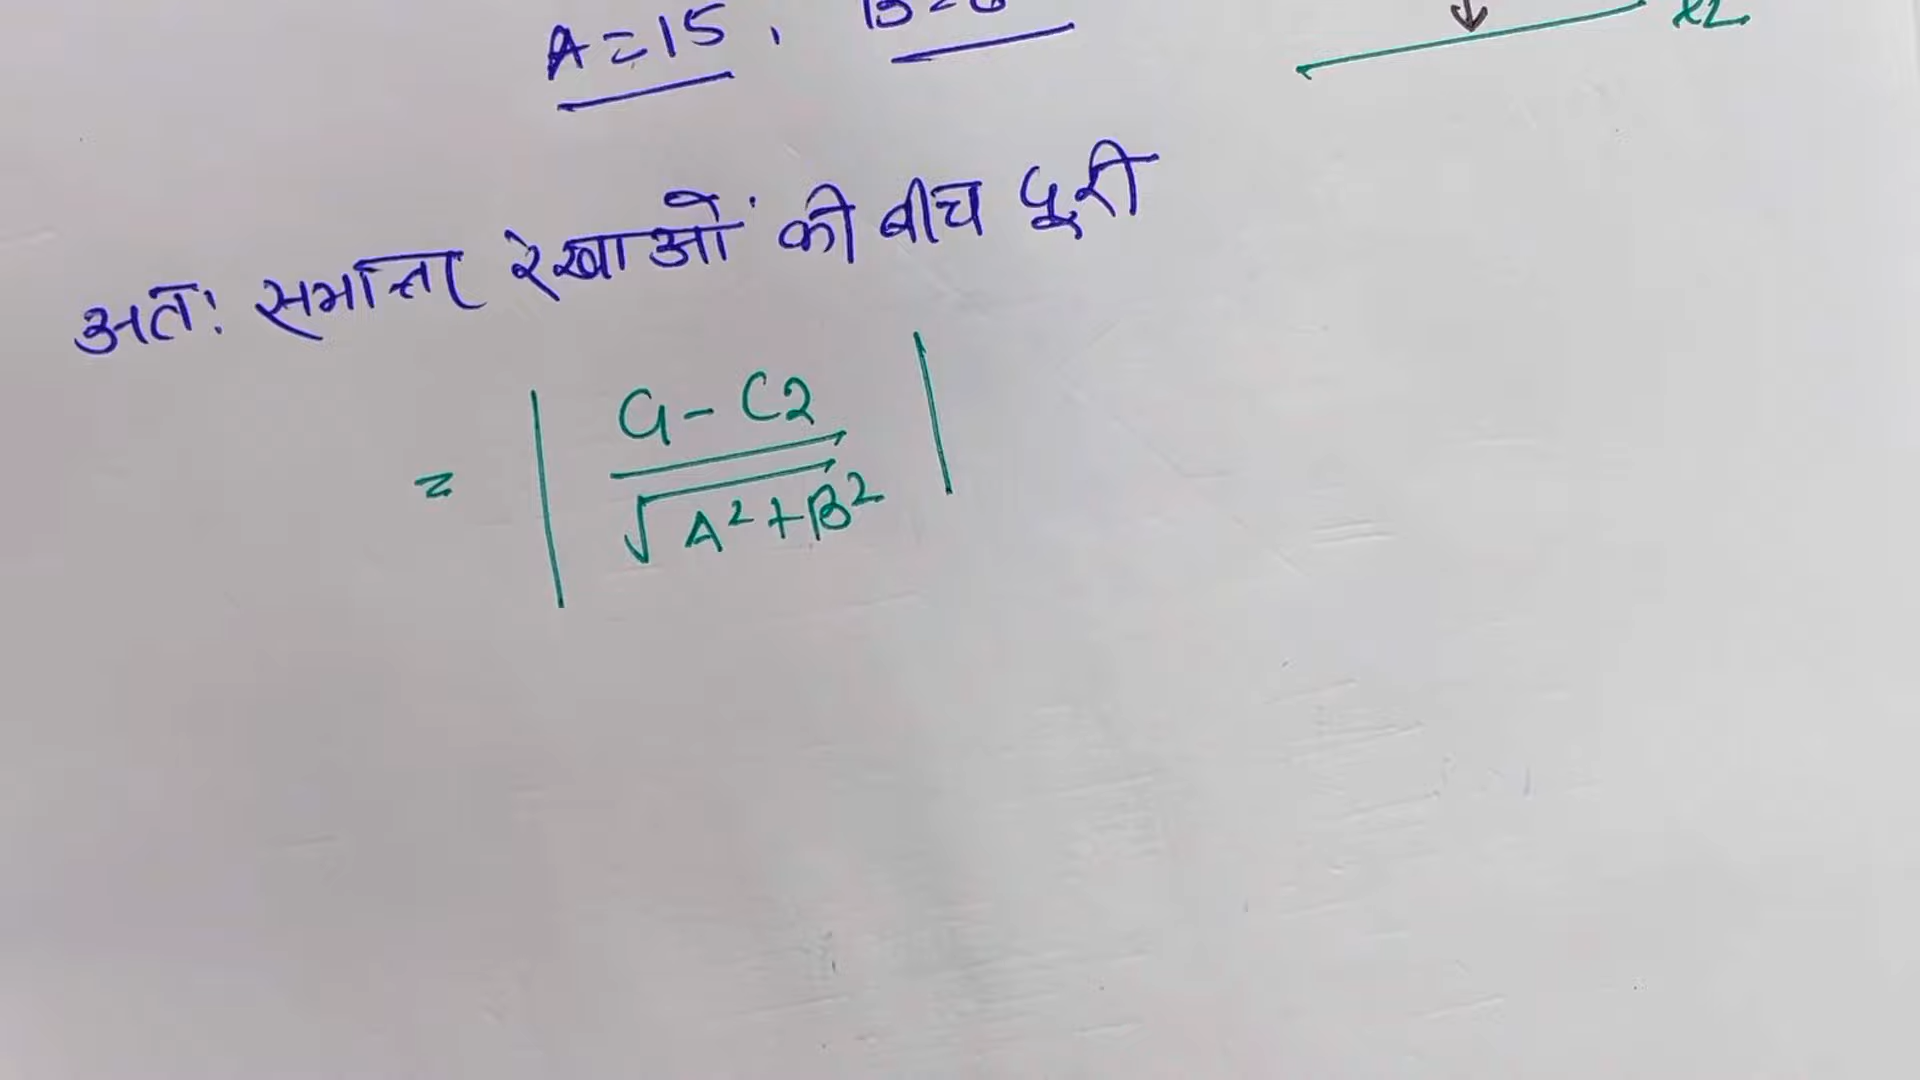 A=15,
अतः समान्तर रेखाओं की बीच दूरी
= | C1 - C2 / √A²+B² |